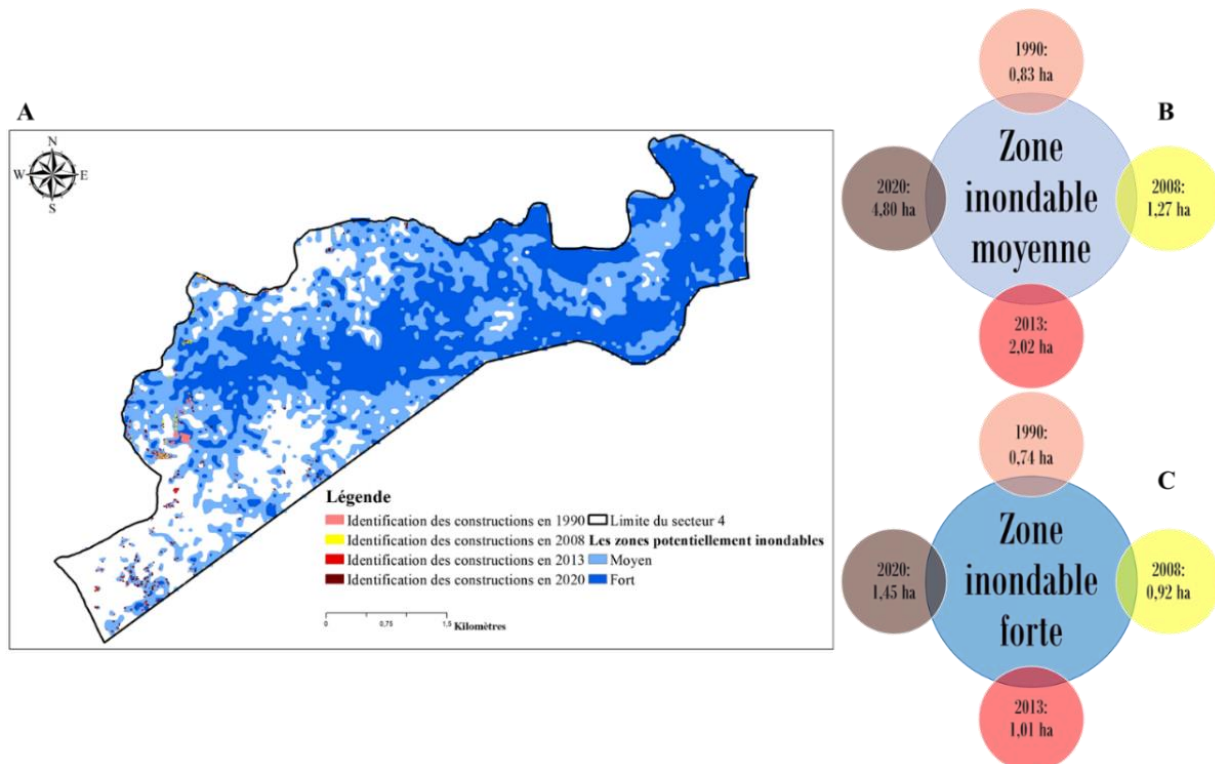 A
N
W
E
S
Légende
Identification des constructions en 1990
Identification des constructions en 2008
Identification des constructions en 2013
Identification des constructions en 2020
Limite du secteur 4
Les zones potentiellement inondables
Moyen
Fort
0
0,75
1,5
Kilomètres
B
1990:
0,83 ha
Zone
inondable
moyenne
2020:
4,80 ha
2008:
1,27 ha
2013:
2,02 ha
C
1990:
0,74 ha
Zone
inondable
forte
2020:
1,45 ha
2008:
0,92 ha
2013:
1,01 ha